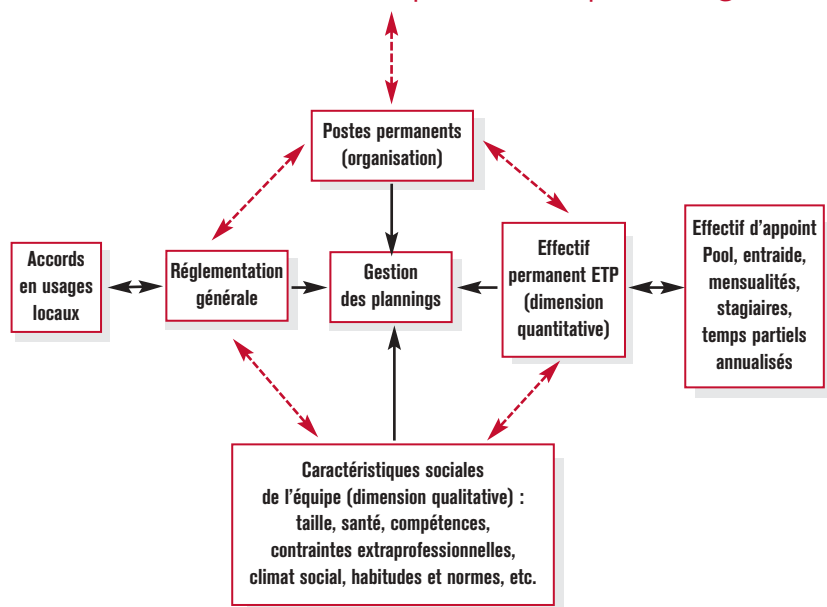 Postes permanents
(organisation)
Accords
en usages
locaux
Réglementation
générale
Gestion
des plannings
Effectif
permanent ETP
(dimension
quantitative)
Effectif d'appoint
Pool, entraide,
mensualités,
stagiaires,
temps partiels
annualisés
Caractéristiques sociales
de l'équipe (dimension qualitative) :
taille, santé, compétences,
contraintes extraprofessionnelles,
climat social, habitudes et normes, etc.